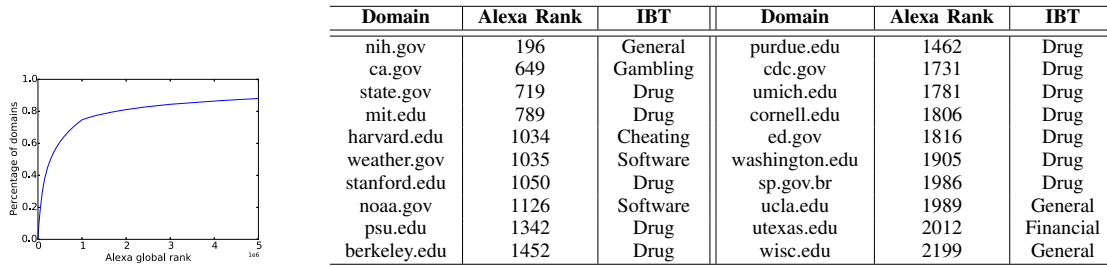 1.0
0.8
0.6
0.4
0.2
0.0
0 1 2 3 4 5
1e6
Percentage of domains
Alexa global rank
Domain Alexa Rank IBT Domain Alexa Rank IBT
nih.gov 196 General purdue.edu 1462 Drug
ca.gov 649 Gambling cdc.gov 1731 Drug
state.gov 719 Drug umich.edu 1781 Drug
mit.edu 789 Drug cornell.edu 1806 Drug
harvard.edu 1034 Cheating ed.gov 1816 Drug
weather.gov 1035 Software washington.edu 1905 Drug
stanford.edu 1050 Drug sp.gov.br 1986 Drug
noaa.gov 1126 Software ucla.edu 1989 General
psu.edu 1342 Drug utexas.edu 2012 Financial
berkeley.edu 1452 Drug wisc.edu 2199 General